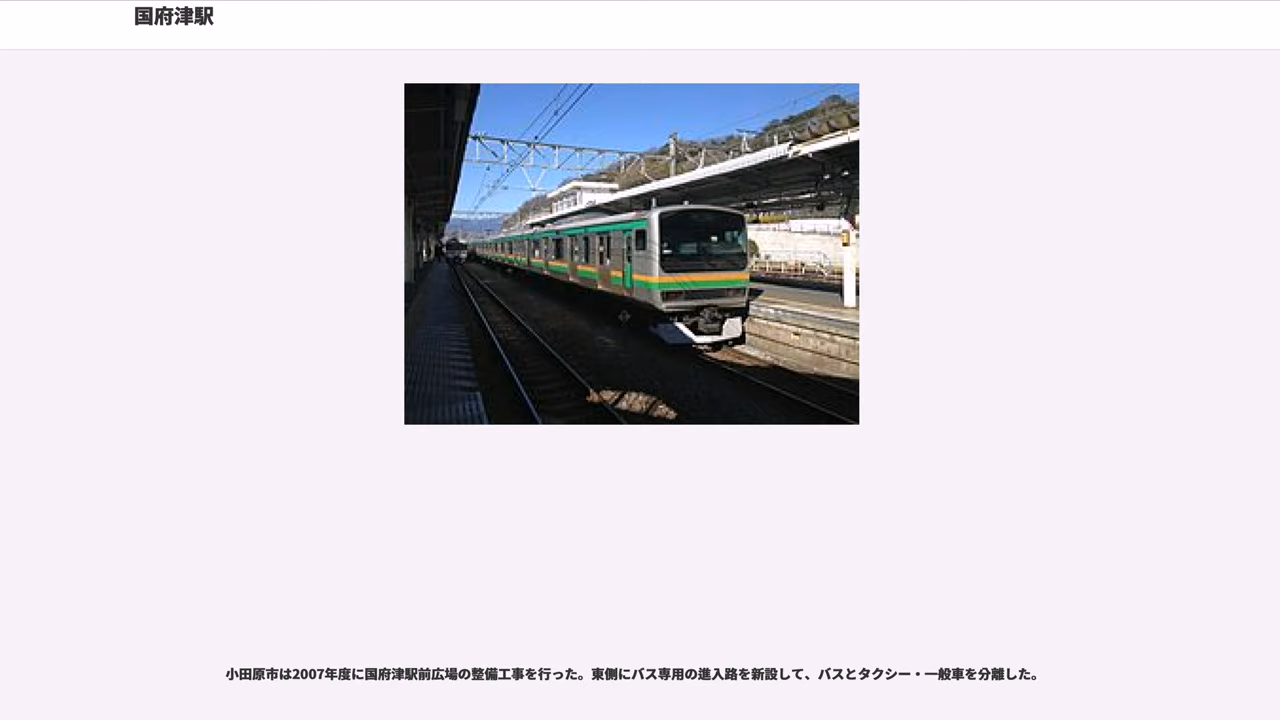 国府津駅
小田原市は2007年度に国府津駅前広場の整備工事を行った。東側にバス専用の進入路を新設して、バスとタクシー・一般車を分離した。